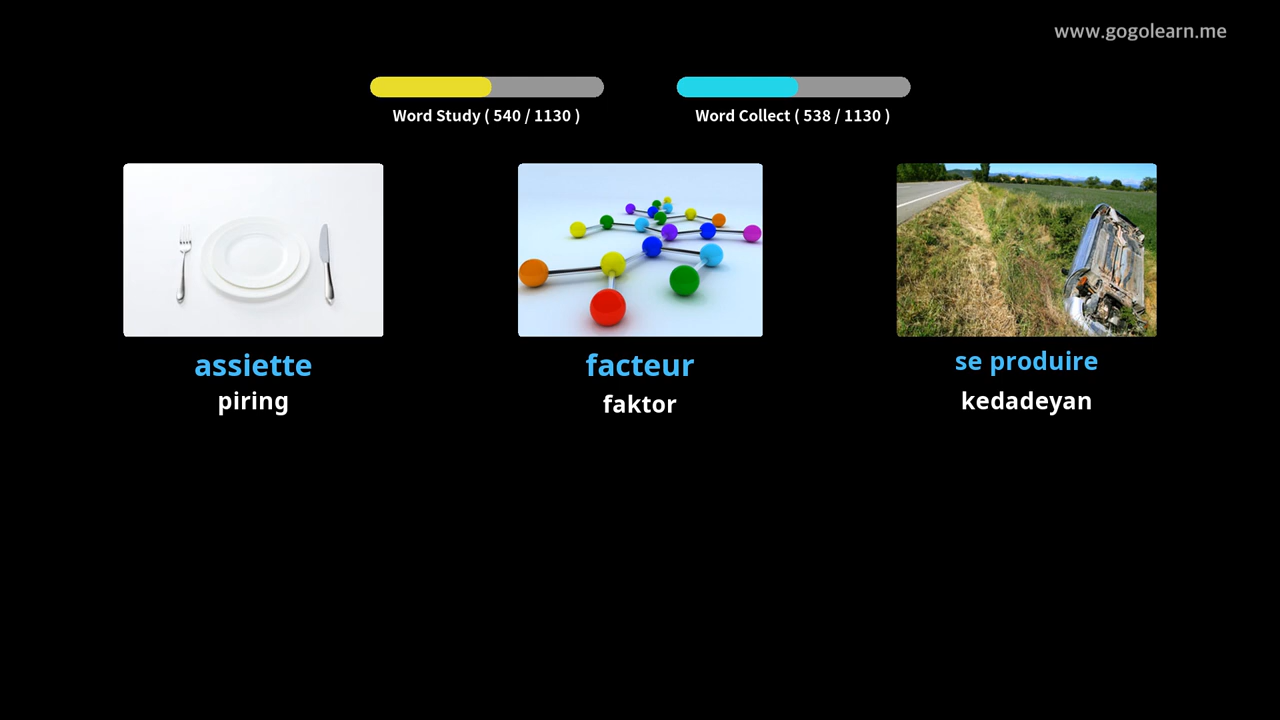 www.gogolearn.me
Word Study ( 540 / 1130 )
Word Collect ( 538 / 1130 )
assiette
piring
facteur
faktor
se produire
kedadeyan